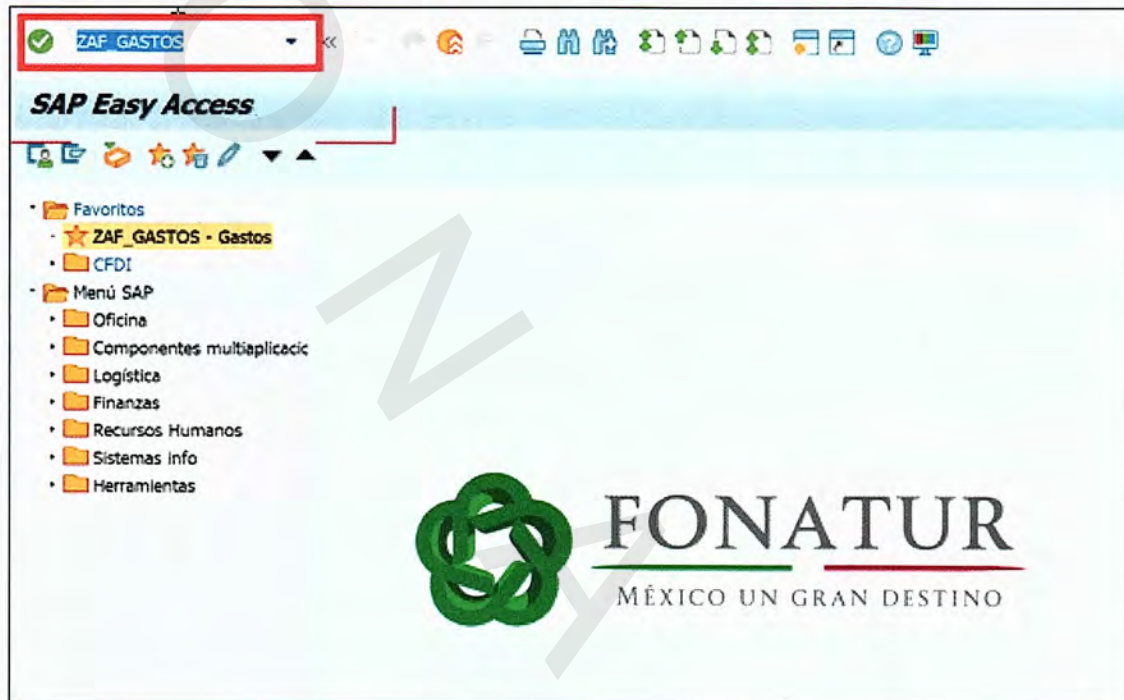 ZAF_GASTOS
SAP Easy Access
Favoritos
ZAF_GASTOS - Gastos
CFDI
Menú SAP
Oficina
Componentes multiaplicacic
Logística
Finanzas
Recursos Humanos
Sistemas info
Herramientas
FONATUR
MÉXICO UN GRAN DESTINO